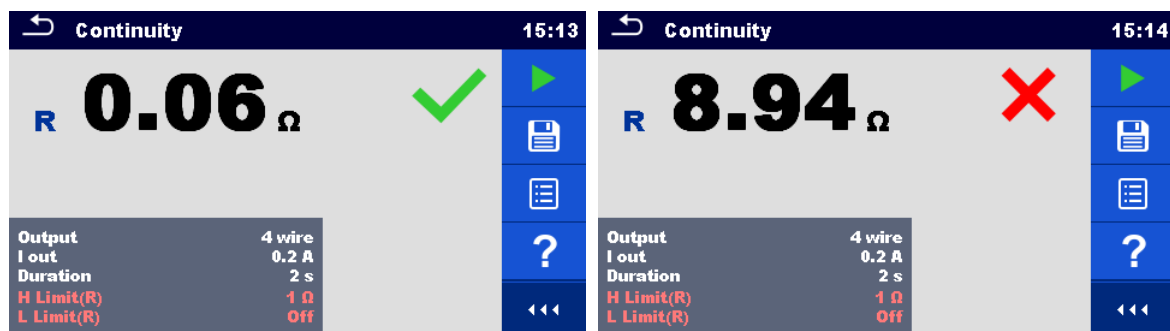 Continuity 15:13
R 0.06 Ω
?
Output 4 wire
I out 0.2 A
Duration 2 s
H Limit(R) 1 Ω
L Limit(R) Off
Continuity 15:14
R 8.94 Ω
?
Output 4 wire
I out 0.2 A
Duration 2 s
H Limit(R) 1 Ω
L Limit(R) Off